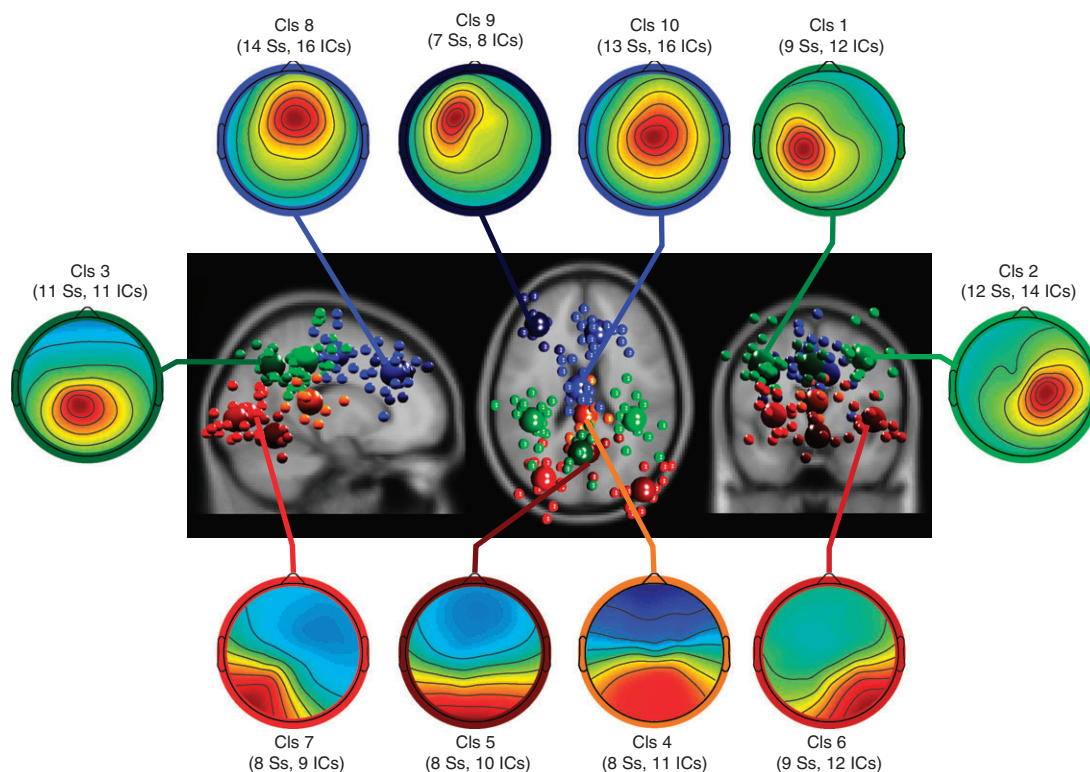 Cls 8
(14 Ss, 16 ICs)
Cls 9
(7 Ss, 8 ICs)
Cls 10
(13 Ss, 16 ICs)
Cls 1
(9 Ss, 12 ICs)
Cls 3
(11 Ss, 11 ICs)
Cls 2
(12 Ss, 14 ICs)
Cls 7
(8 Ss, 9 ICs)
Cls 5
(8 Ss, 10 ICs)
Cls 4
(8 Ss, 11 ICs)
Cls 6
(9 Ss, 12 ICs)